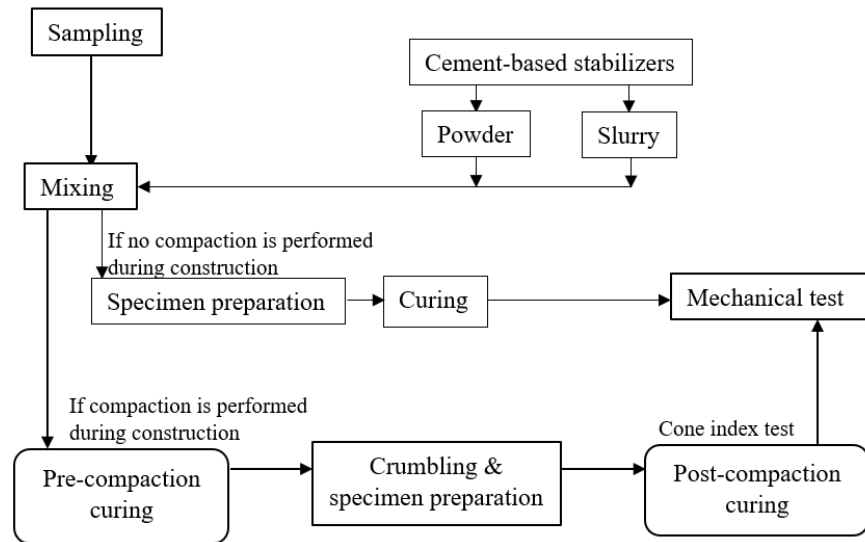 Sampling
Cement-based stabilizers
Powder
Slurry
Mixing
If no compaction is performed
during construction
Specimen preparation
Curing
Mechanical test
If compaction is performed
during construction
Cone index test
Pre-compaction
curing
Crumbling &
specimen preparation
Post-compaction
curing